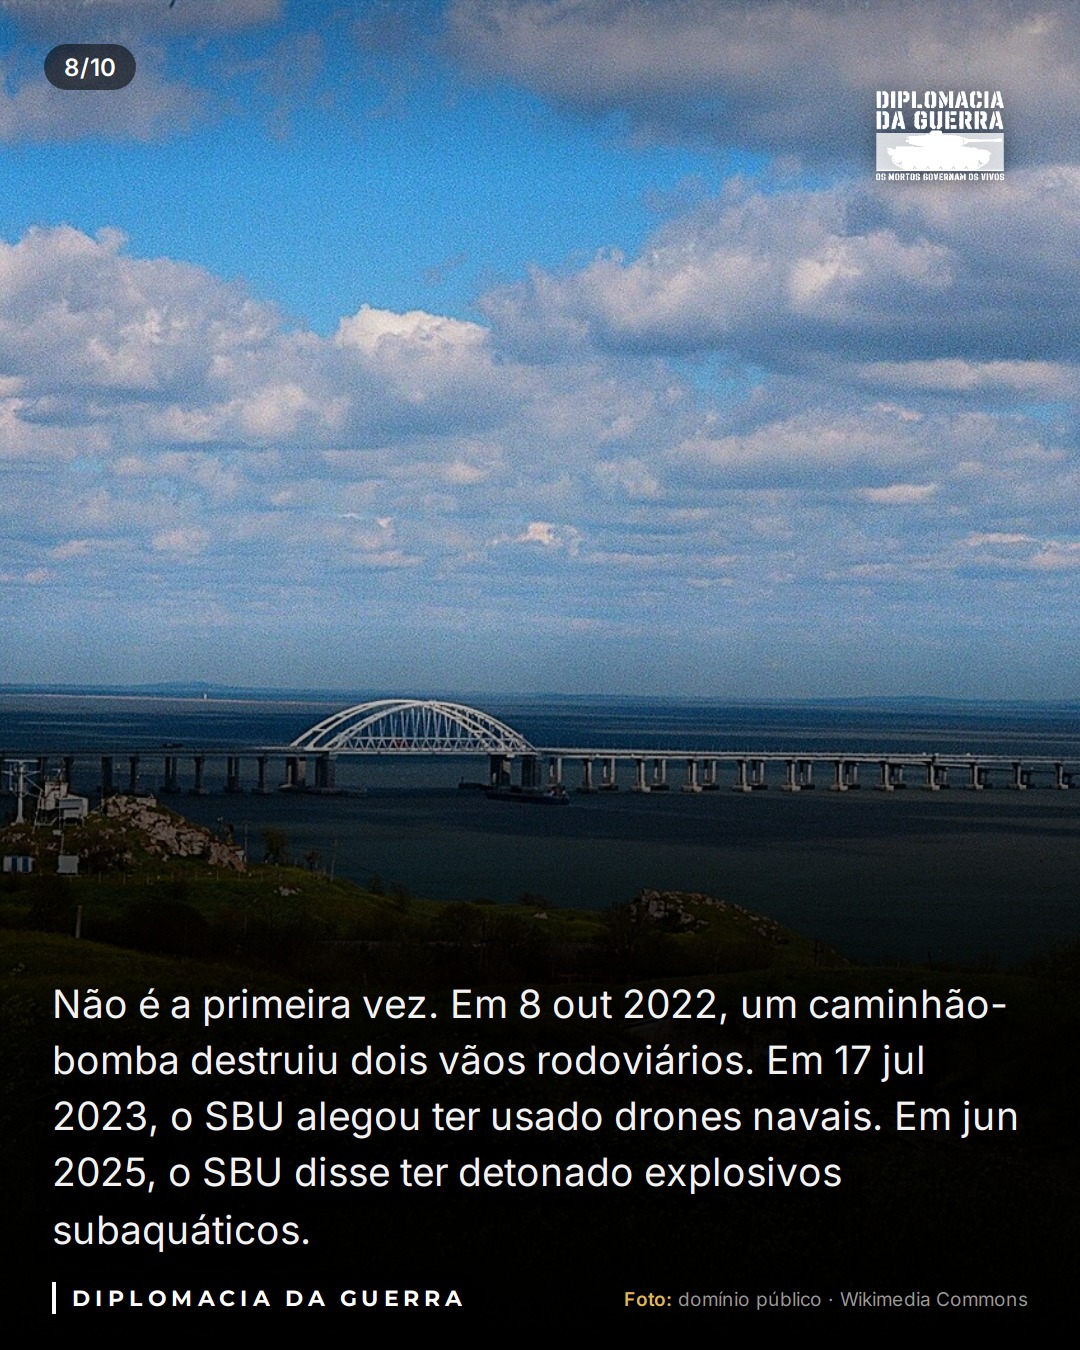 8/10
DIPLOMACIA
DA GUERRA
OS MORTOS GOVERNAM OS VIVOS
Não é a primeira vez. Em 8 out 2022, um caminhão-
bomba destruiu dois vãos rodoviários. Em 17 jul
2023, o SBU alegou ter usado drones navais. Em jun
2025, o SBU disse ter detonado explosivos
subaquáticos.
DIPLOMACIA DA GUERRA
Foto: domínio público · Wikimedia Commons